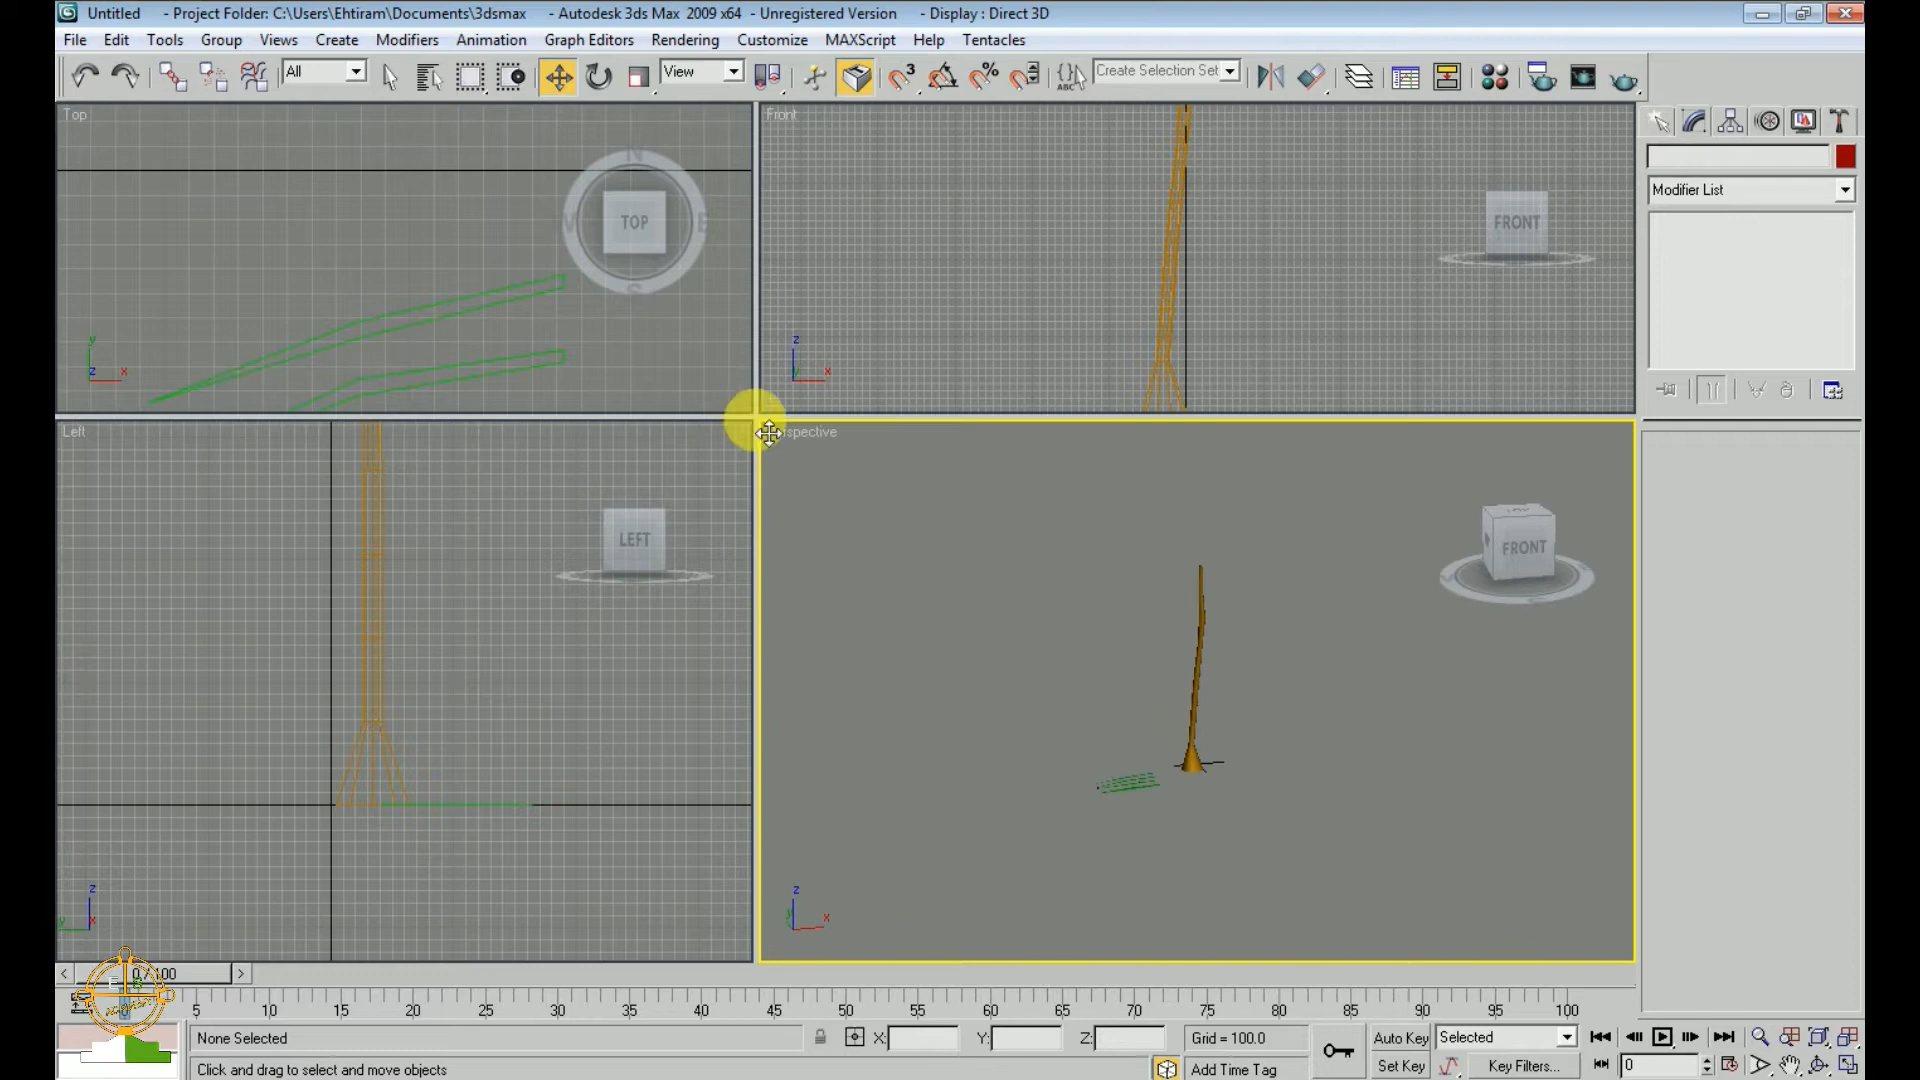 Untitled - Project Folder: C:\Users\Ehtiram\Documents\3dsmax - Autodesk 3ds Max 2009 x64 - Unregistered Version - Display : Direct 3D
File Edit Tools Group Views Create Modifiers Animation Graph Editors Rendering Customize MAXScript Help Tentacles
All View 3 % ABC Create Selection Set
Top
N
TOP
S
y
z x
Front
FRONT
z
x
Modifier List
Left
LEFT
z
y x
rspective
TOP
FRONT
z
y x
0 / 100
5 10 15 20 25 30 35 40 45 50 55 60 65 70 75 80 85 90 95 100
None Selected X: Y: Z: Grid = 100.0 Auto Key Selected
Click and drag to select and move objects Add Time Tag Set Key Key Filters... 0